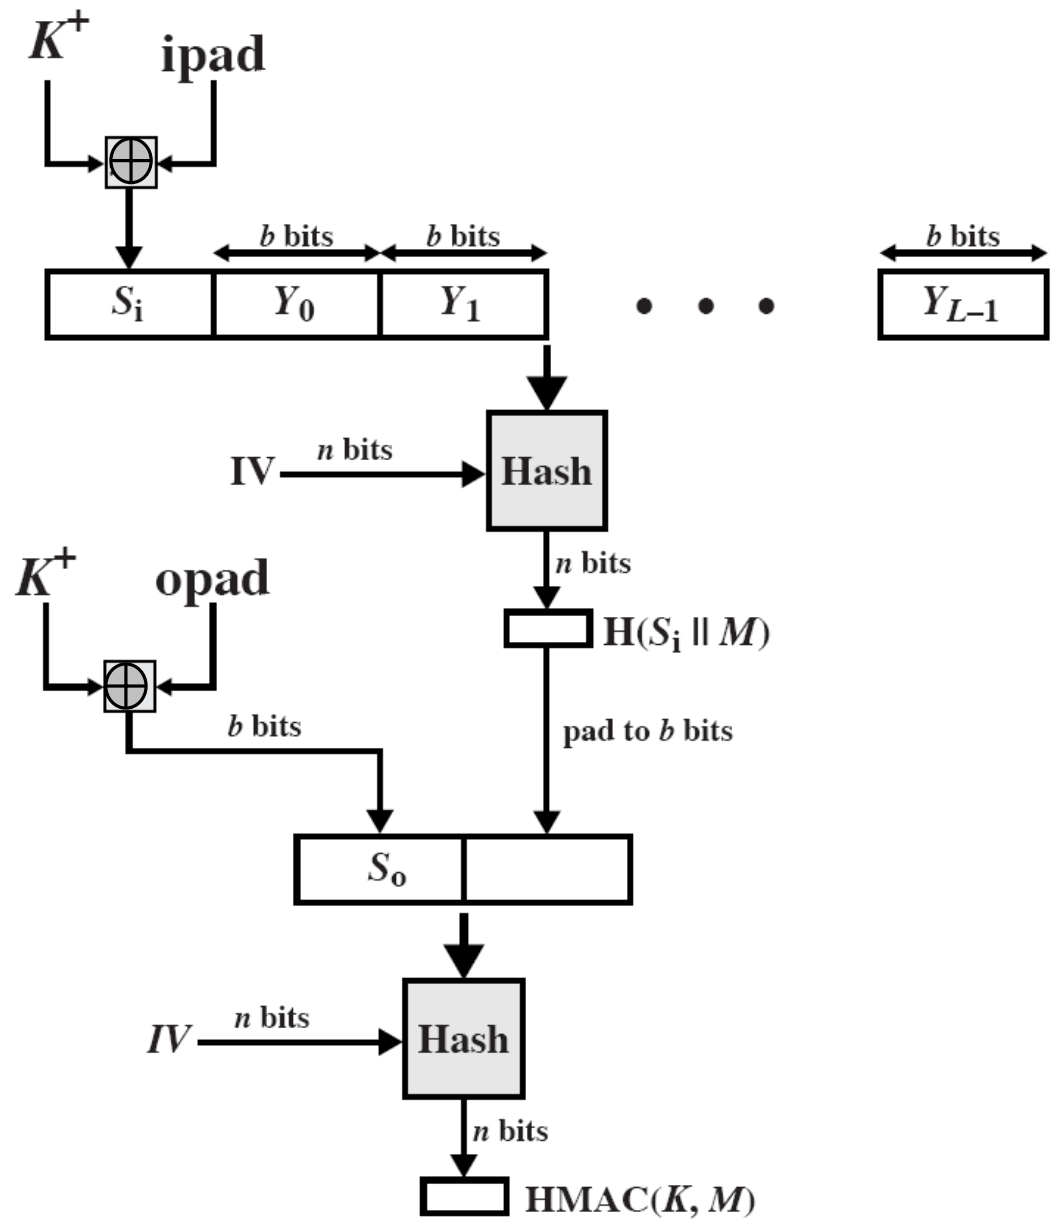 K⁺ ipad
b bits b bits b bits
Sᵢ Y₀ Y₁ • • • Y_{L–1}
IV n bits Hash
n bits
K⁺ opad
H(Sᵢ || M)
b bits pad to b bits
Sₒ
IV n bits Hash
n bits
HMAC(K, M)